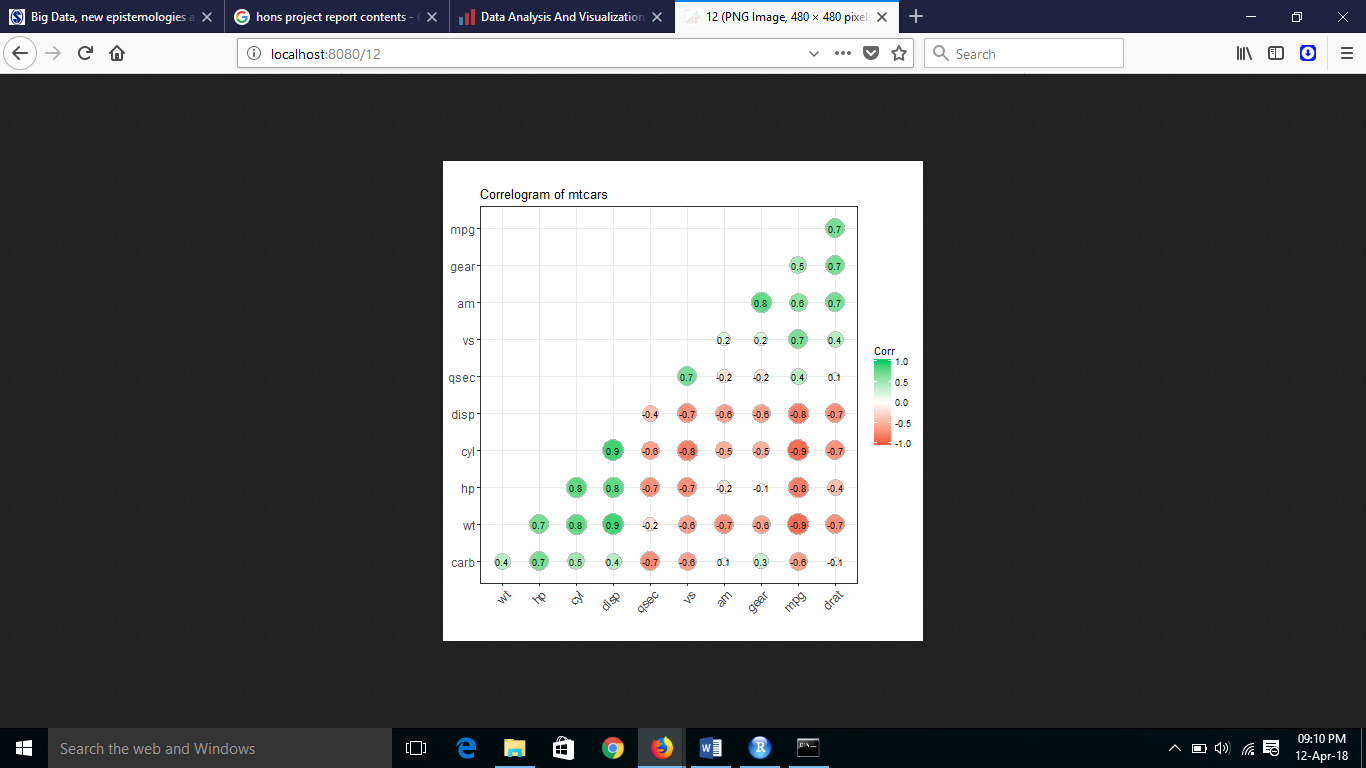 Big Data, new epistemologies a
hons project report contents - G
Data Analysis And Visualization
12 (PNG Image, 480 × 480 pixels
localhost:8080/12
Search
Correlogram of mtcars
mpg 0.7
gear 0.5 0.7
am 0.8 0.6 0.7
vs 0.2 0.2 0.7 0.4
qsec 0.7 -0.2 -0.2 0.4 0.1
disp -0.4 -0.7 -0.6 -0.6 -0.8 -0.7
cyl 0.9 -0.6 -0.8 -0.5 -0.5 -0.9 -0.7
hp 0.8 0.8 -0.7 -0.7 -0.2 -0.1 -0.8 -0.4
wt 0.7 0.8 0.9 -0.2 -0.6 -0.7 -0.6 -0.9 -0.7
carb 0.4 0.7 0.5 0.4 -0.7 -0.6 0.1 0.3 -0.6 -0.1
wt hp cyl disp qsec vs am gear mpg drat
Corr
1.0
0.5
0.0
-0.5
-1.0
Search the web and Windows
09:10 PM
12-Apr-18